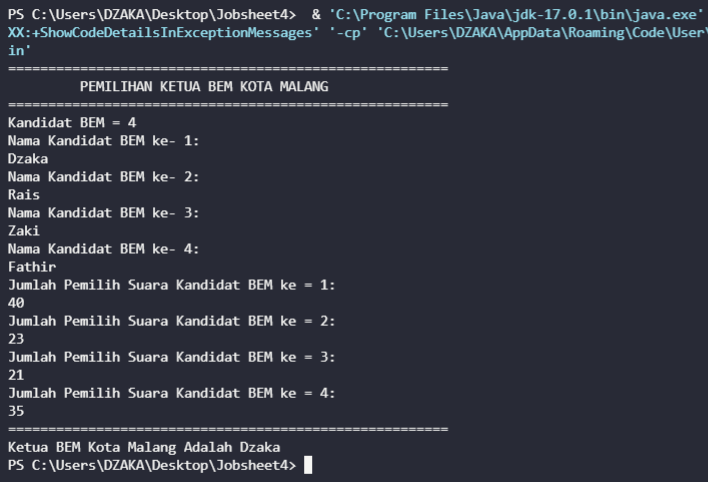 PS C:\Users\DZAKA\Desktop\Jobsheet4>  & 'C:\Program Files\Java\jdk-17.0.1\bin\java.exe'
XX:+ShowCodeDetailsInExceptionMessages' '-cp' 'C:\Users\DZAKA\AppData\Roaming\Code\User\
in'
=======================================================
         PEMILIHAN KETUA BEM KOTA MALANG
=======================================================
Kandidat BEM = 4
Nama Kandidat BEM ke- 1:
Dzaka
Nama Kandidat BEM ke- 2:
Rais
Nama Kandidat BEM ke- 3:
Zaki
Nama Kandidat BEM ke- 4:
Fathir
Jumlah Pemilih Suara Kandidat BEM ke = 1:
40
Jumlah Pemilih Suara Kandidat BEM ke = 2:
23
Jumlah Pemilih Suara Kandidat BEM ke = 3:
21
Jumlah Pemilih Suara Kandidat BEM ke = 4:
35
=======================================================
Ketua BEM Kota Malang Adalah Dzaka
PS C:\Users\DZAKA\Desktop\Jobsheet4>